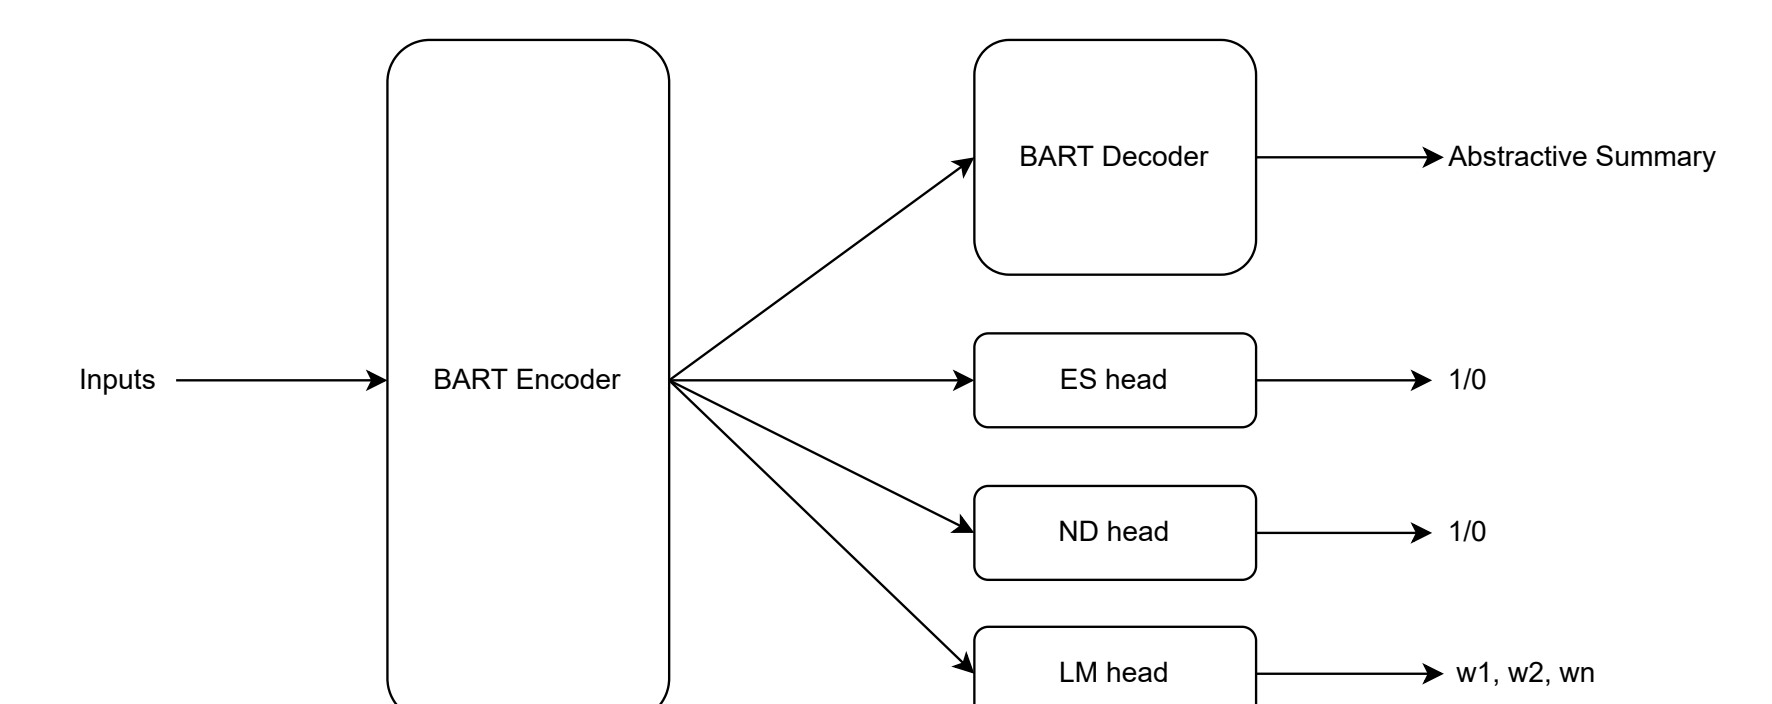 BART Decoder
Abstractive Summary
Inputs
BART Encoder
ES head
1/0
ND head
1/0
LM head
w1, w2, wn